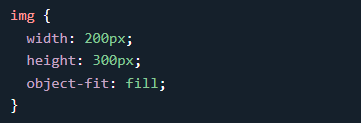 img {
  width: 200px;
  height: 300px;
  object-fit: fill;
}